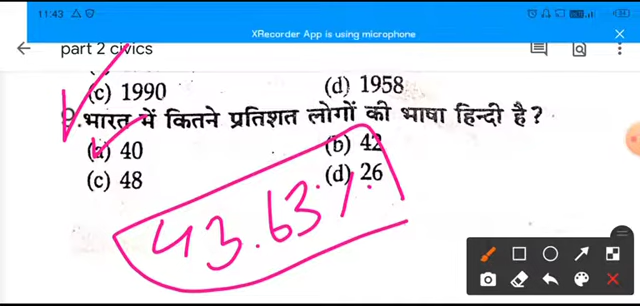 11:43
XRecorder App is using microphone
part 2 civics
(c) 1990 (d) 1958
9. भारत में कितने प्रतिशत लोगों की भाषा हिन्दी है?
(a) 40 (b) 42
(c) 48 (d) 26
43.63%